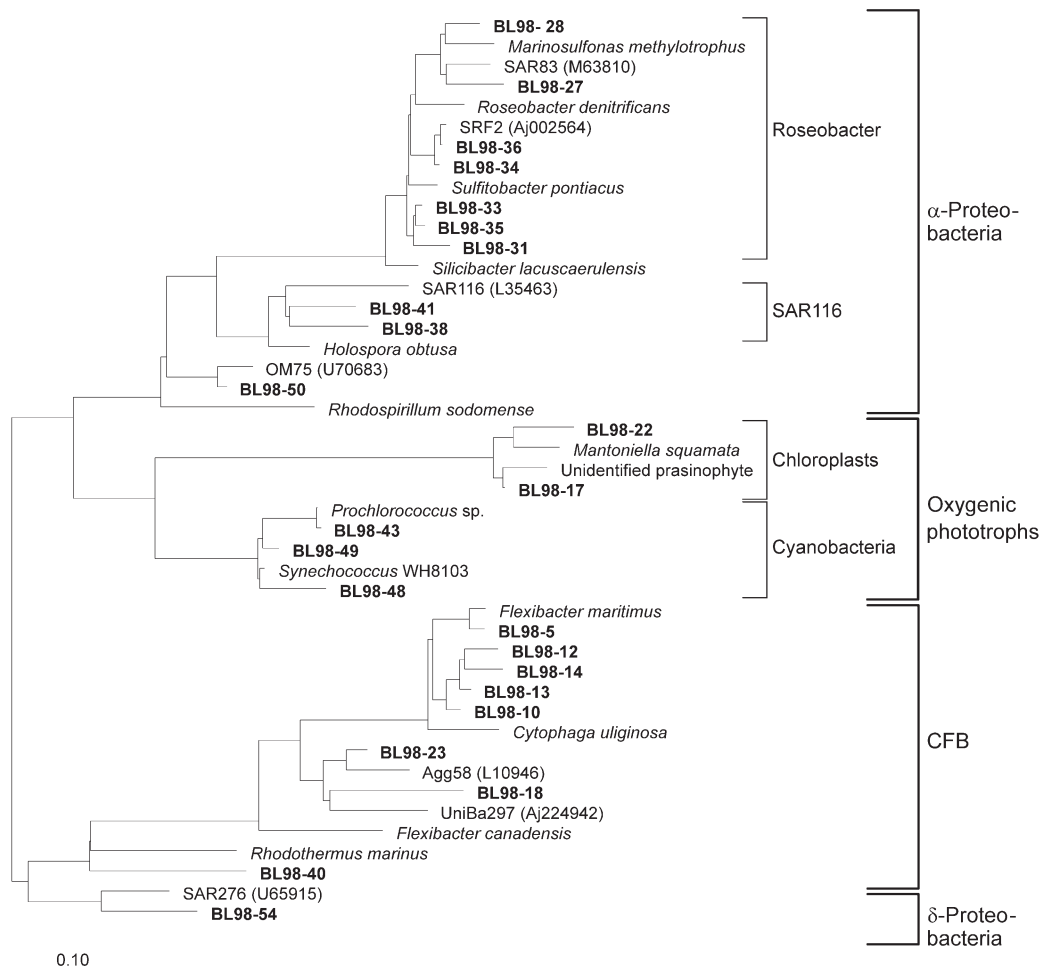 BL98- 28
Marinosulfonas methylotrophus
SAR83 (M63810)
BL98-27
Roseobacter denitrificans
SRF2 (Aj002564)
BL98-36
BL98-34
Sulfitobacter pontiacus
BL98-33
BL98-35
BL98-31
Silicibacter lacuscaerulensis
Roseobacter
SAR116 (L35463)
BL98-41
BL98-38
Holospora obtusa
SAR116
OM75 (U70683)
BL98-50
Rhodospirillum sodomense
α-Proteo-
bacteria
BL98-22
Mantoniella squamata
Unidentified prasinophyte
BL98-17
Chloroplasts
Prochlorococcus sp.
BL98-43
BL98-49
Synechococcus WH8103
BL98-48
Cyanobacteria
Oxygenic
phototrophs
Flexibacter maritimus
BL98-5
BL98-12
BL98-14
BL98-13
BL98-10
Cytophaga uliginosa
BL98-23
Agg58 (L10946)
BL98-18
UniBa297 (Aj224942)
Flexibacter canadensis
Rhodothermus marinus
BL98-40
CFB
SAR276 (U65915)
BL98-54
δ-Proteo-
bacteria
0.10